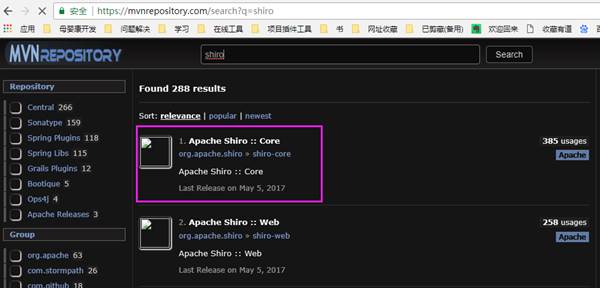 安全 https://mvnrepository.com/search?q=shiro
应用 母婴康开发 问题解决 学习 在线工具 项目插件工具 书 网址收藏 已剪藏(备用) 欢迎回来 收藏有道 百度
MVNREPOSITORY shiro Search
Repository
Central 266
Sonatype 159
Spring Plugins 118
Spring Libs 115
Grails Plugins 12
Bootique 5
Ops4j 4
Apache Releases 3
Group
org.apache 63
com.stormpath 26
com.github 18
Found 288 results
Sort: relevance | popular | newest
1. Apache Shiro :: Core 385 usages
org.apache.shiro » shiro-core Apache
Apache Shiro :: Core
Last Release on May 5, 2017
2. Apache Shiro :: Web 258 usages
org.apache.shiro » shiro-web Apache
Apache Shiro :: Web
Last Release on May 5, 2017